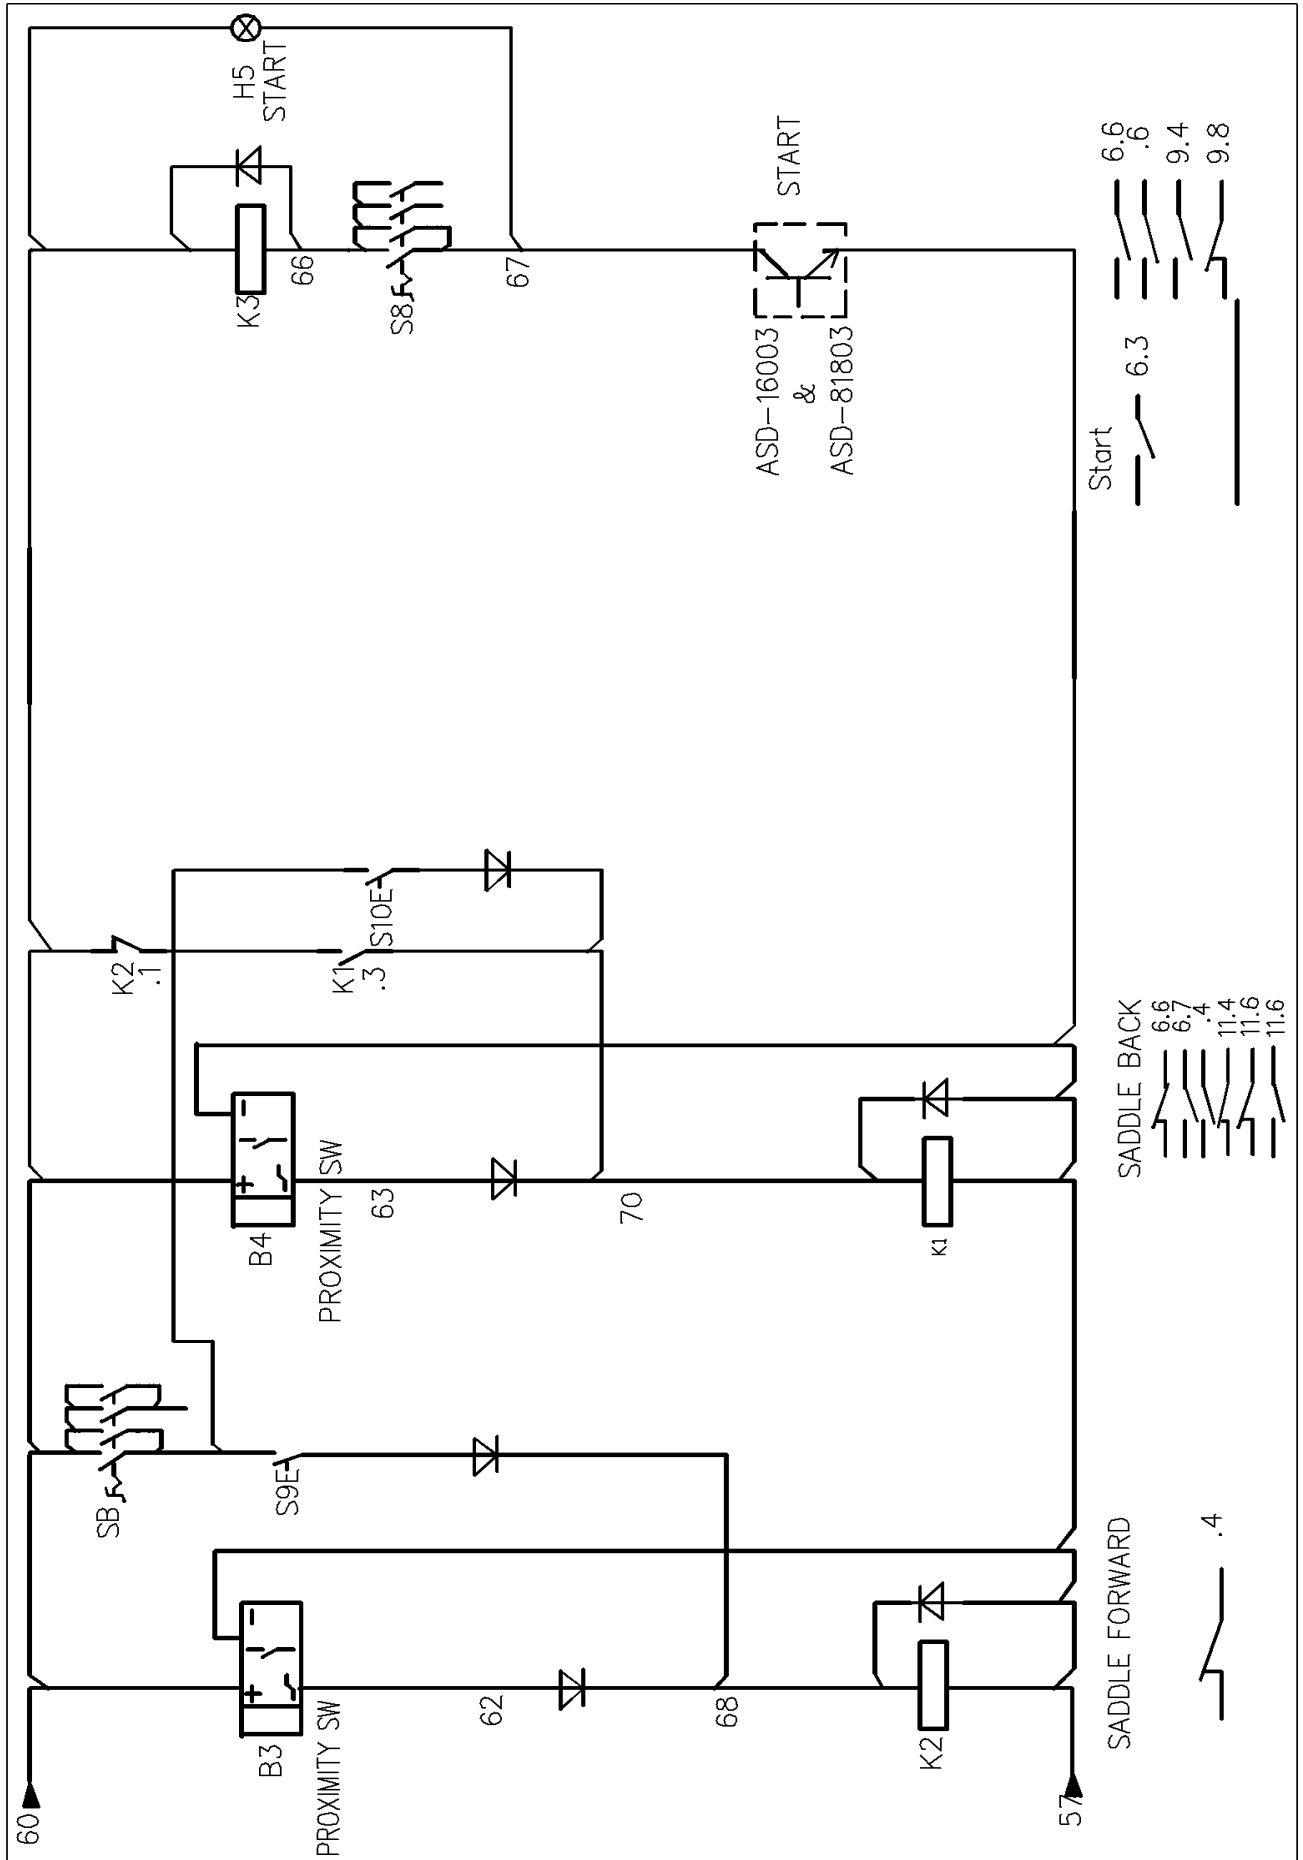 60
57
B3
PROXIMITY SW
62
68
K2
SADDLE FORWARD
.4
SB
S9E
B4
PROXIMITY SW
63
70
K1
SADDLE BACK
6.6
6.7
.4
11.4
11.6
11.6
K2
.1
K1
.3
S10E
K3
66
S8
67
H5
START
START
ASD-16003
&
ASD-81803
Start
6.3
6.6
.6
9.4
9.8